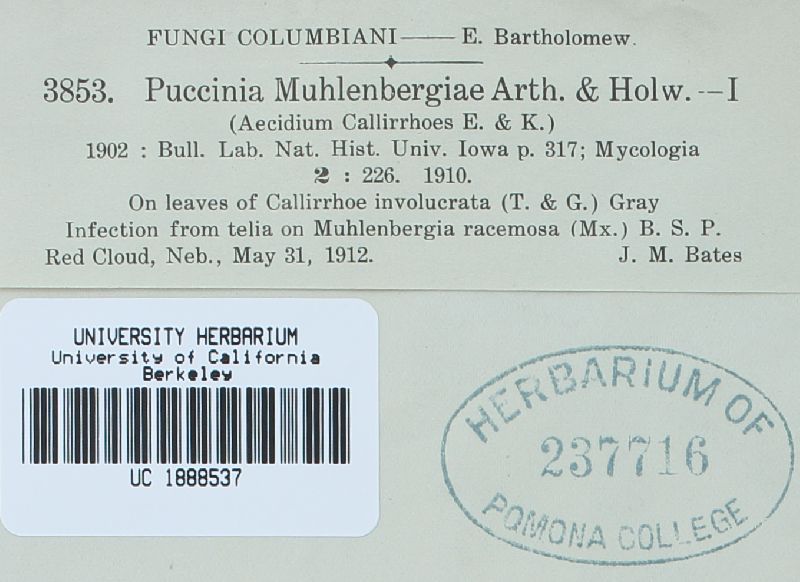 FUNGI COLUMBIANI—— E. Bartholomew.
3853. Puccinia Muhlenbergiae Arth. & Holw. -- I
(Aecidium Callirrhoes E. & K.)
1902 : Bull. Lab. Nat. Hist. Univ. Iowa p. 317; Mycologia
2 : 226. 1910.
On leaves of Callirrhoe involucrata (T. & G.) Gray
Infection from telia on Muhlenbergia racemosa (Mx.) B. S. P.
Red Cloud, Neb., May 31, 1912. J. M. Bates
UNIVERSITY HERBARIUM
University of California
Berkeley
UC 1888537
HERBARIUM OF
237716
POMONA COLLEGE